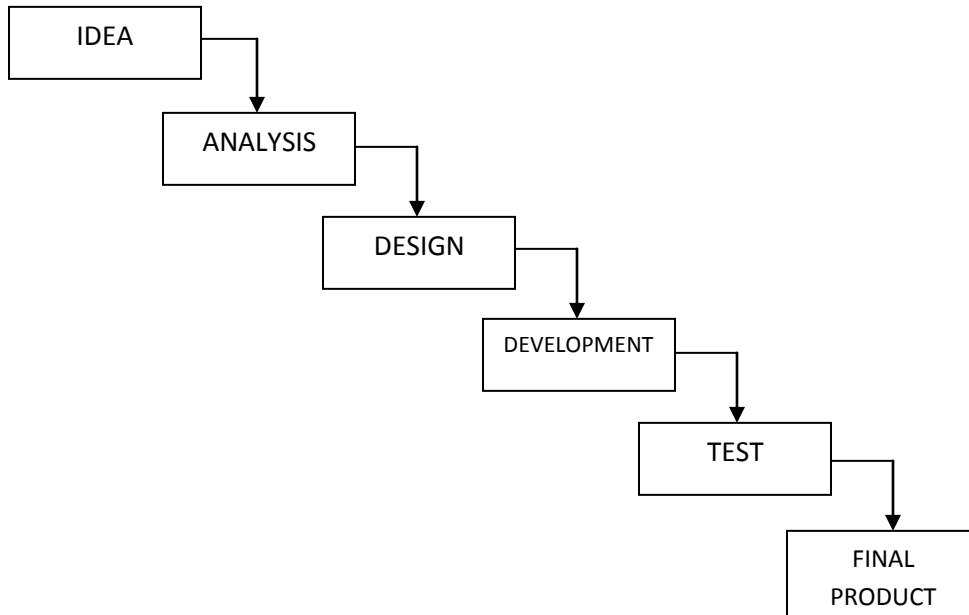 IDEA
ANALYSIS
DESIGN
DEVELOPMENT
TEST
FINAL
PRODUCT